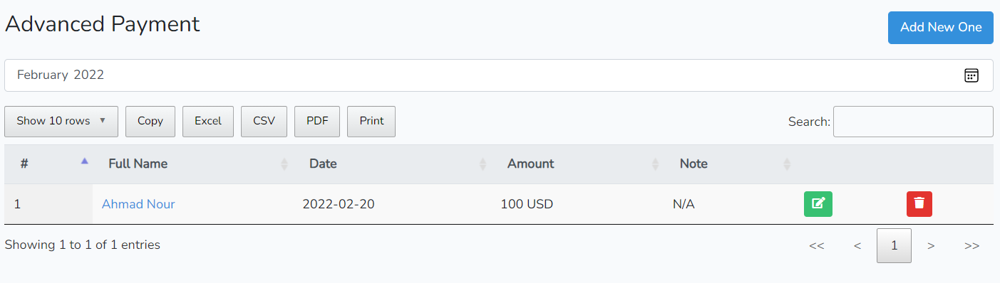 Advanced Payment
Add New One
February 2022
Show 10 rows ▼ Copy Excel CSV PDF Print Search:
# Full Name Date Amount Note
1 Ahmad Nour 2022-02-20 100 USD N/A
Showing 1 to 1 of 1 entries << < 1 > >>